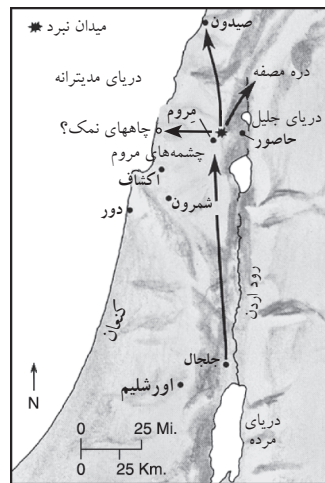 صیدون
میدان نبرد
دریای مدیترانه
دره مصفه
مِروم
دریای جلیل
چاههای نمک؟
حاصور
چشمه‌های مروم
اکشاف
شمرون
دور
کنعان
رود اردن
جلجال
اورشلیم
دریای
مرده
N
0 25 Mi.
0 25 Km.